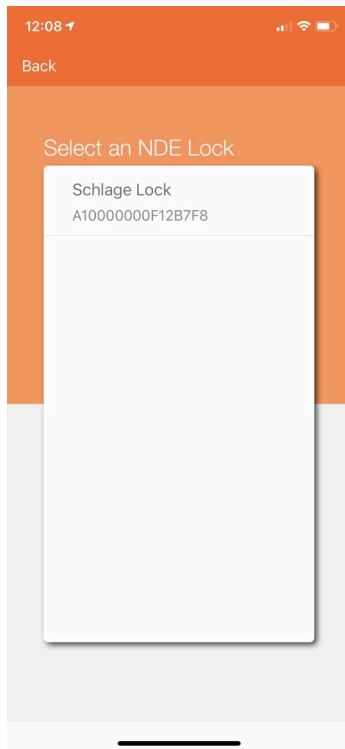 12:08
Back
Select an NDE Lock
Schlage Lock
A10000000F12B7F8